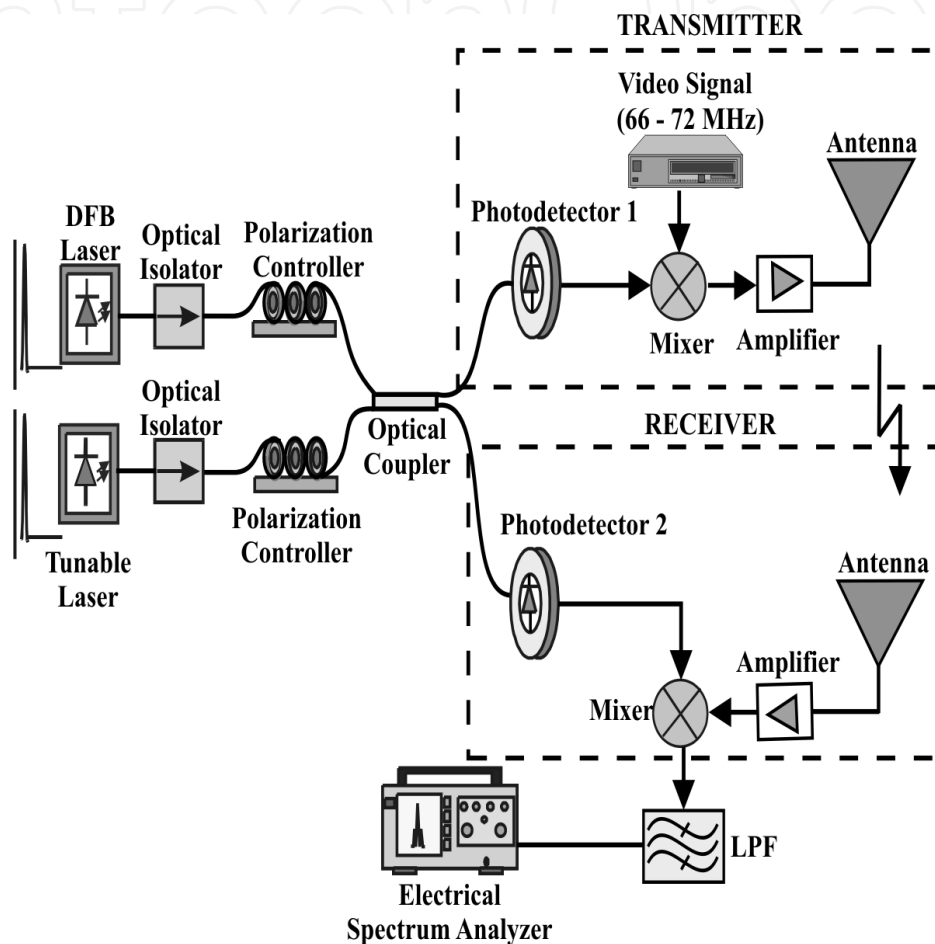 TRANSMITTER
Video Signal
(66 - 72 MHz)
Antenna
Photodetector 1
DFB
Laser
Optical
Isolator
Polarization
Controller
Mixer
Amplifier
Optical
Isolator
Optical
Coupler
RECEIVER
Tunable
Laser
Polarization
Controller
Photodetector 2
Antenna
Amplifier
Mixer
LPF
Electrical
Spectrum Analyzer